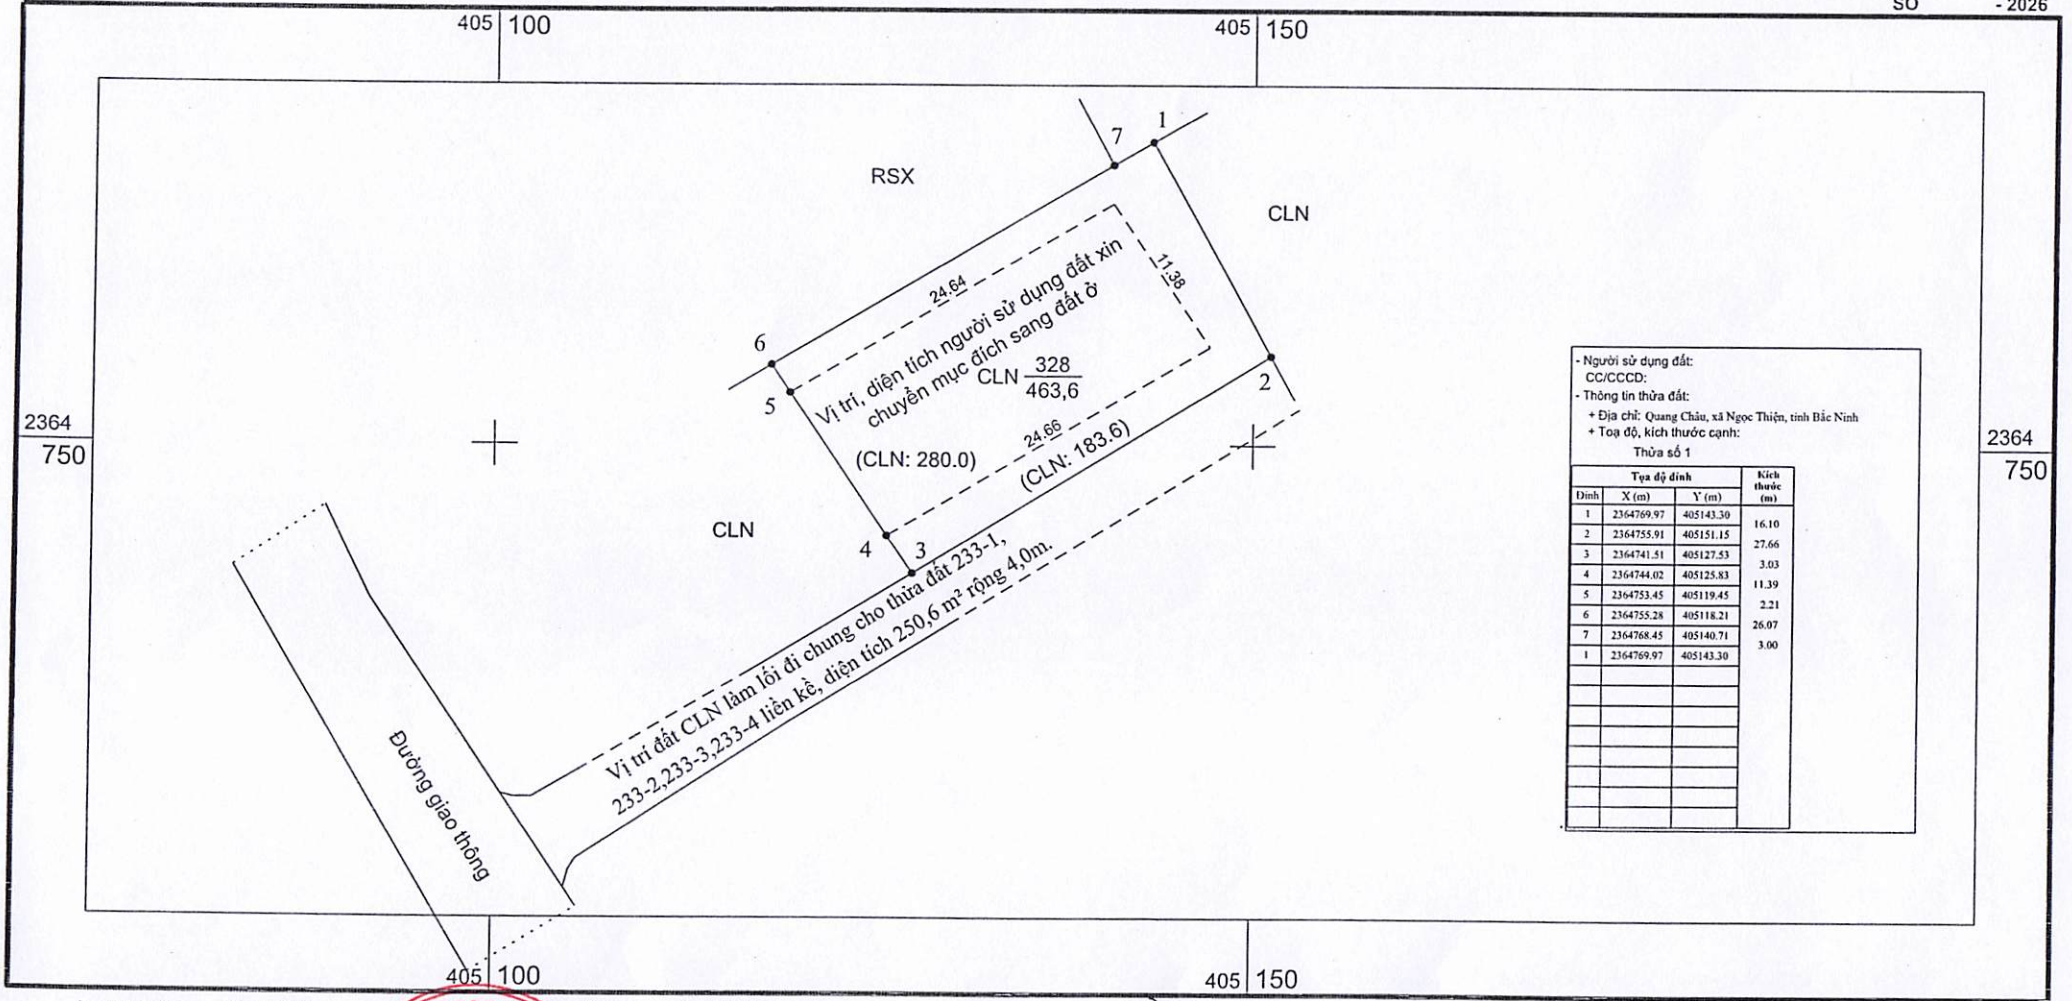 SỐ - 2026
405 100
405 150
7
1
RSX
CLN
24.64
11.38
6
Vị trí, diện tích người sử dụng đất xin
chuyển mục đích sang đất ở
CLN 328
463,6
5
2
2364
750
2364
750
24.66
(CLN: 280.0)
(CLN: 183.6)
CLN
4
3
Vị trí đất CLN làm lối đi chung cho thửa đất 233-1,
233-2,233-3,233-4 liền kề, diện tích 250,6 m² rộng 4,0m.
Đường giao thông
405 100
405 150
- Người sử dụng đất:
CC/CCCD:
- Thông tin thửa đất:
+ Địa chỉ: Quang Châu, xã Ngọc Thiện, tỉnh Bắc Ninh
+ Toạ độ, kích thước cạnh:
Thửa số 1
Tọa độ đỉnh Kích thước (m)
Đỉnh X (m) Y (m)
1 2364769.97 405143.30
16.10
2 2364755.91 405151.15
27.66
3 2364741.51 405127.53
3.03
4 2364744.02 405125.83
11.39
5 2364753.45 405119.45
2.21
6 2364755.28 405118.21
26.07
7 2364768.45 405140.71
3.00
1 2364769.97 405143.30